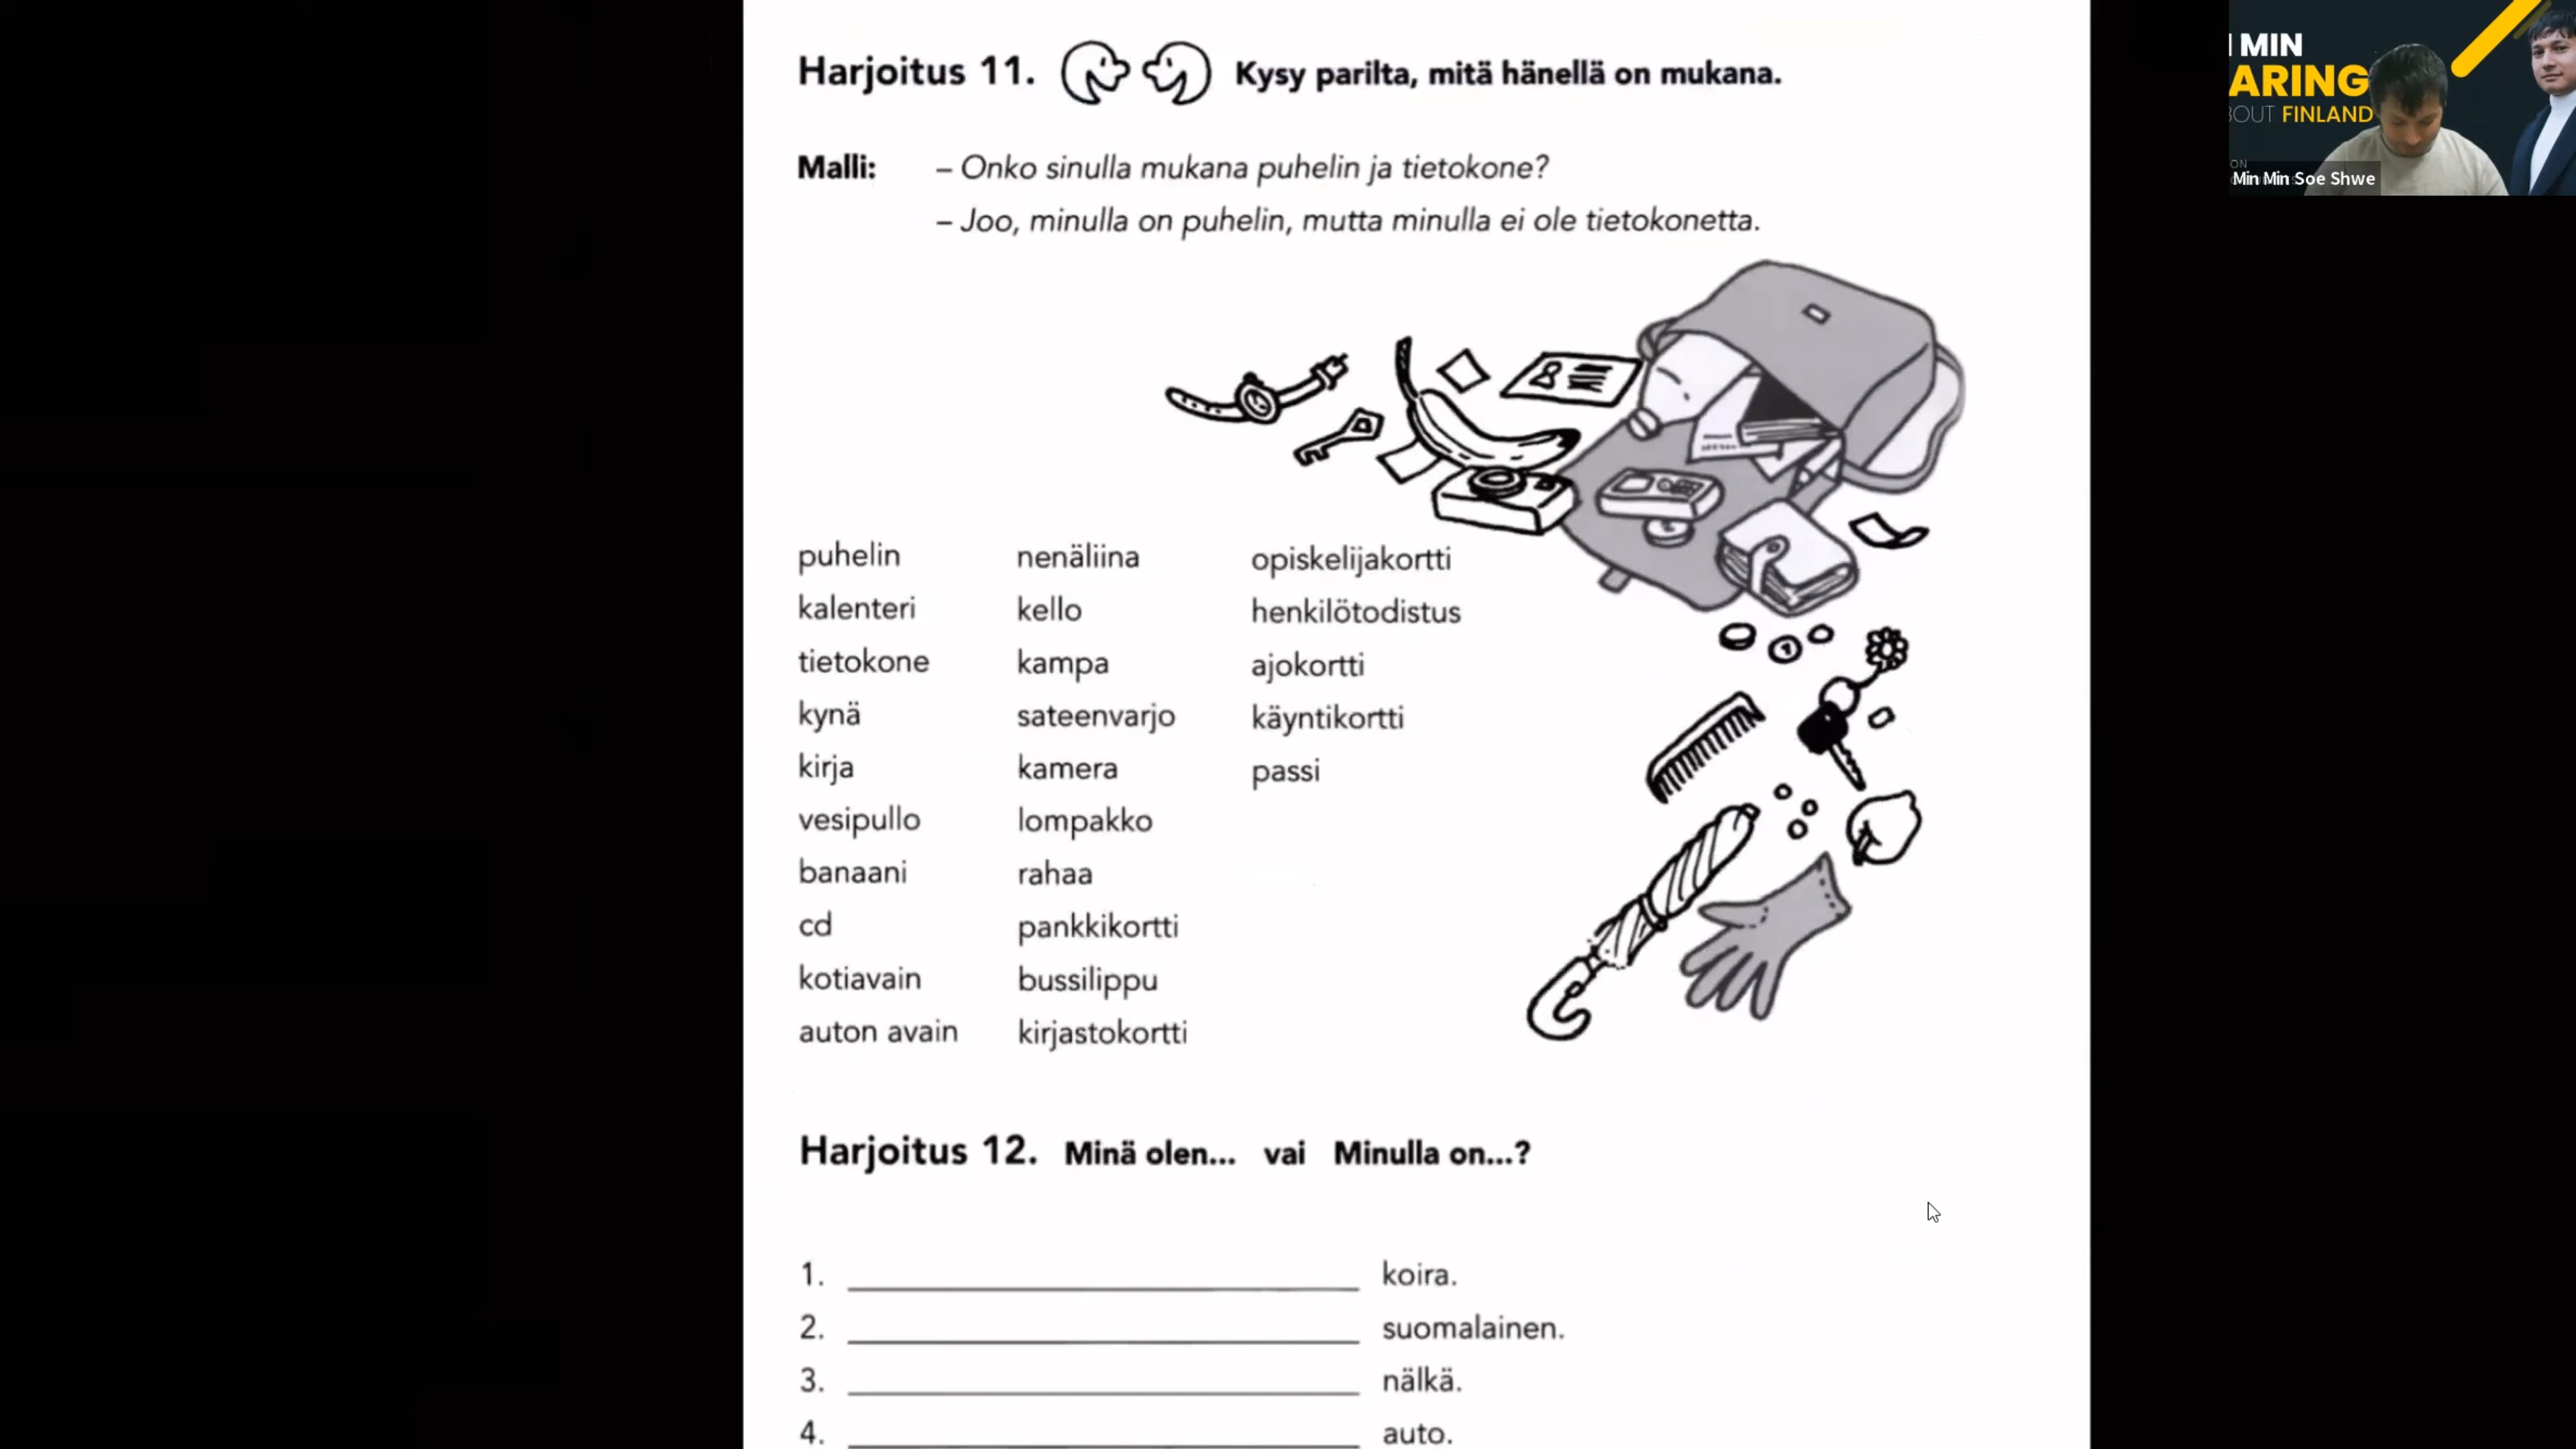 Harjoitus 11. Kysy parilta, mitä hänellä on mukana.
Malli: – Onko sinulla mukana puhelin ja tietokone?
– Joo, minulla on puhelin, mutta minulla ei ole tietokonetta.
puhelin nenäliina opiskelijakortti
kalenteri kello henkilötodistus
tietokone kampa ajokortti
kynä sateenvarjo käyntikortti
kirja kamera passi
vesipullo lompakko
banaani rahaa
cd pankkikortti
kotiavain bussilippu
auton avain kirjastokortti
Harjoitus 12. Minä olen... vai Minulla on...?
1. koira.
2. suomalainen.
3. nälkä.
4. auto.
MIN
ARING
BOUT FINLAND
ON
Min Min Soe Shwe